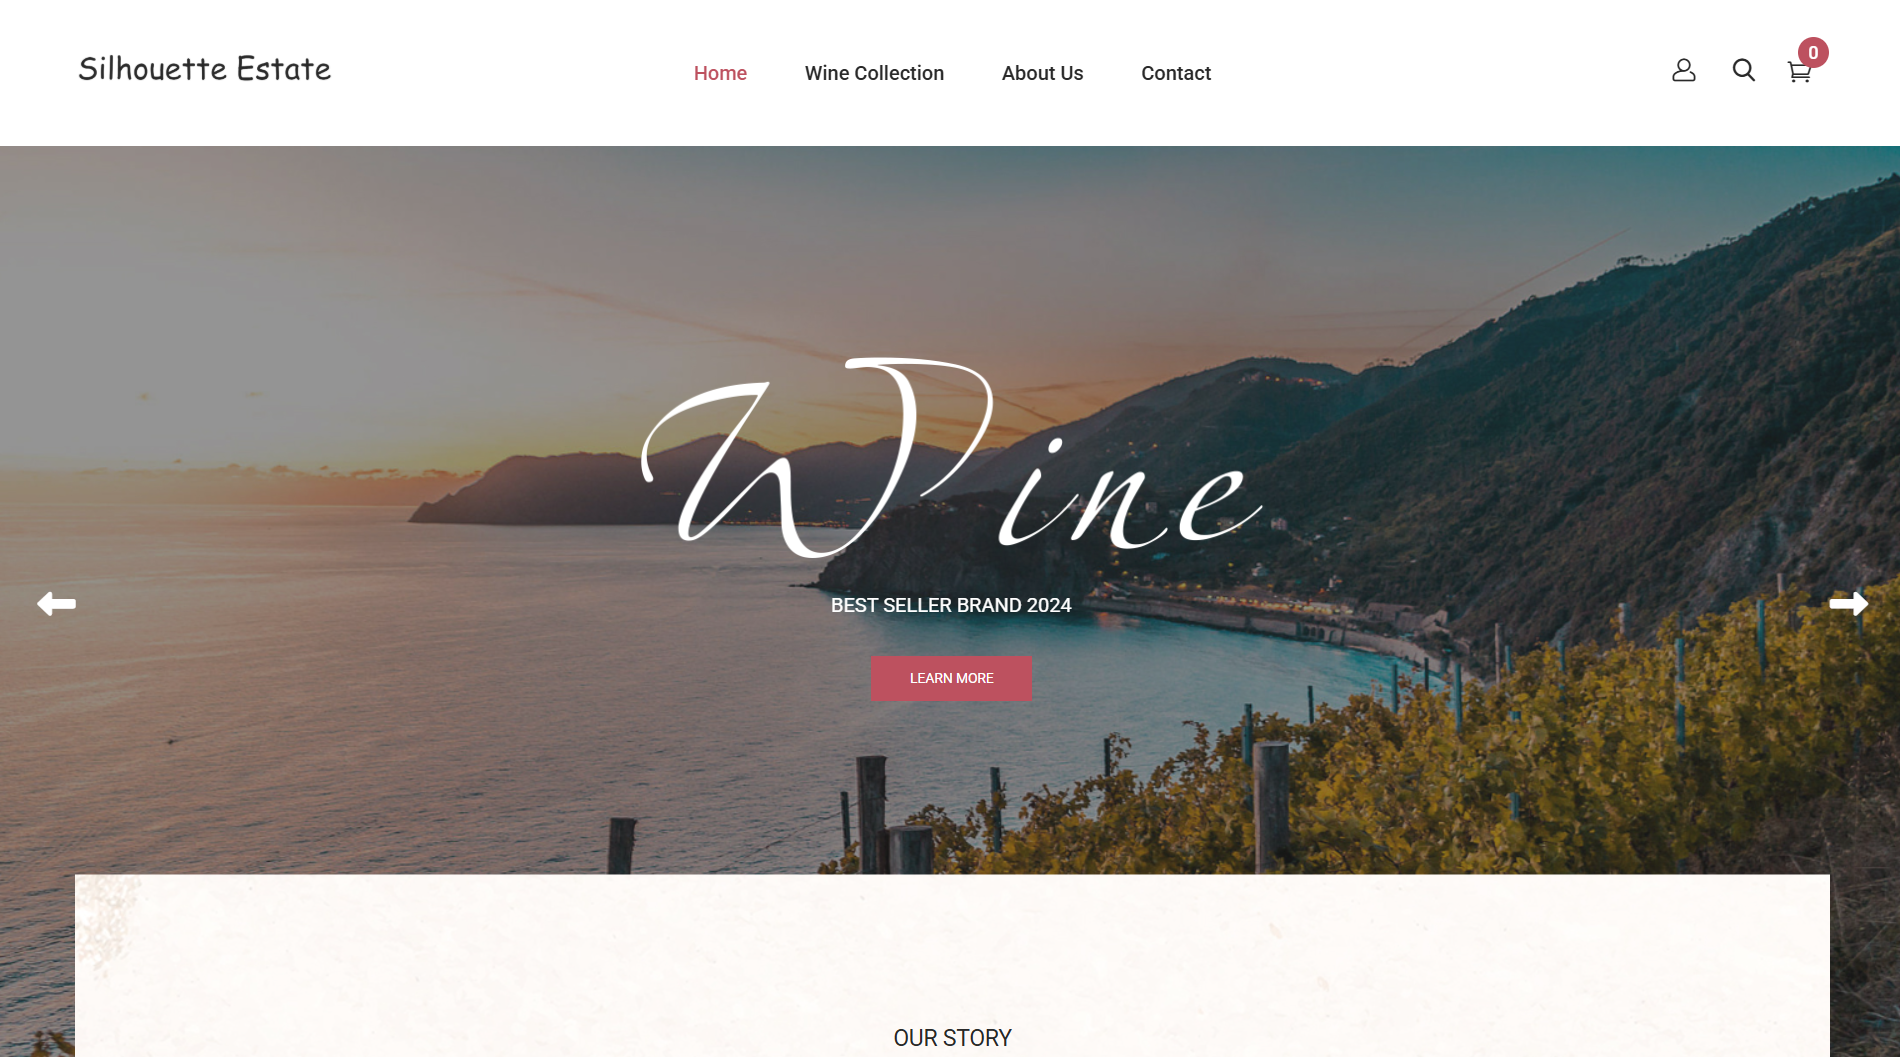 Silhouette Estate
Home
Wine Collection
About Us
Contact
0
Wine
BEST SELLER BRAND 2024
LEARN MORE
OUR STORY